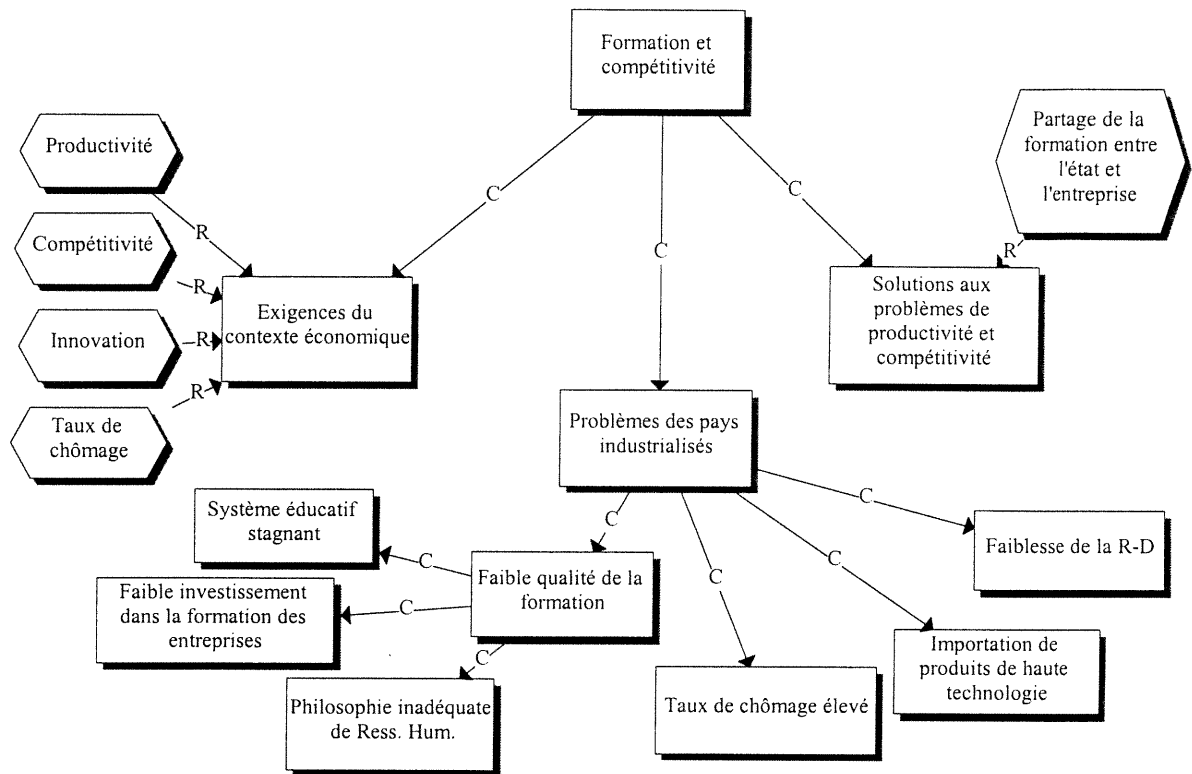 Formation et
compétitivité
Productivité
Partage de la
formation entre
l'état et
l'entreprise
C
C
C
R
Compétitivité
R
R
Exigences du
contexte économique
Solutions aux
problèmes de
productivité et
compétitivité
Innovation
R
R
Taux de
chômage
Problèmes des pays
industrialisés
Système éducatif
stagnant
C
C
C
C
C
Faiblesse de la R-D
Faible qualité de la
formation
Faible investissement
dans la formation des
entreprises
C
C
Importation de
produits de haute
technologie
Philosophie inadéquate
de Ress. Hum.
Taux de chômage élevé